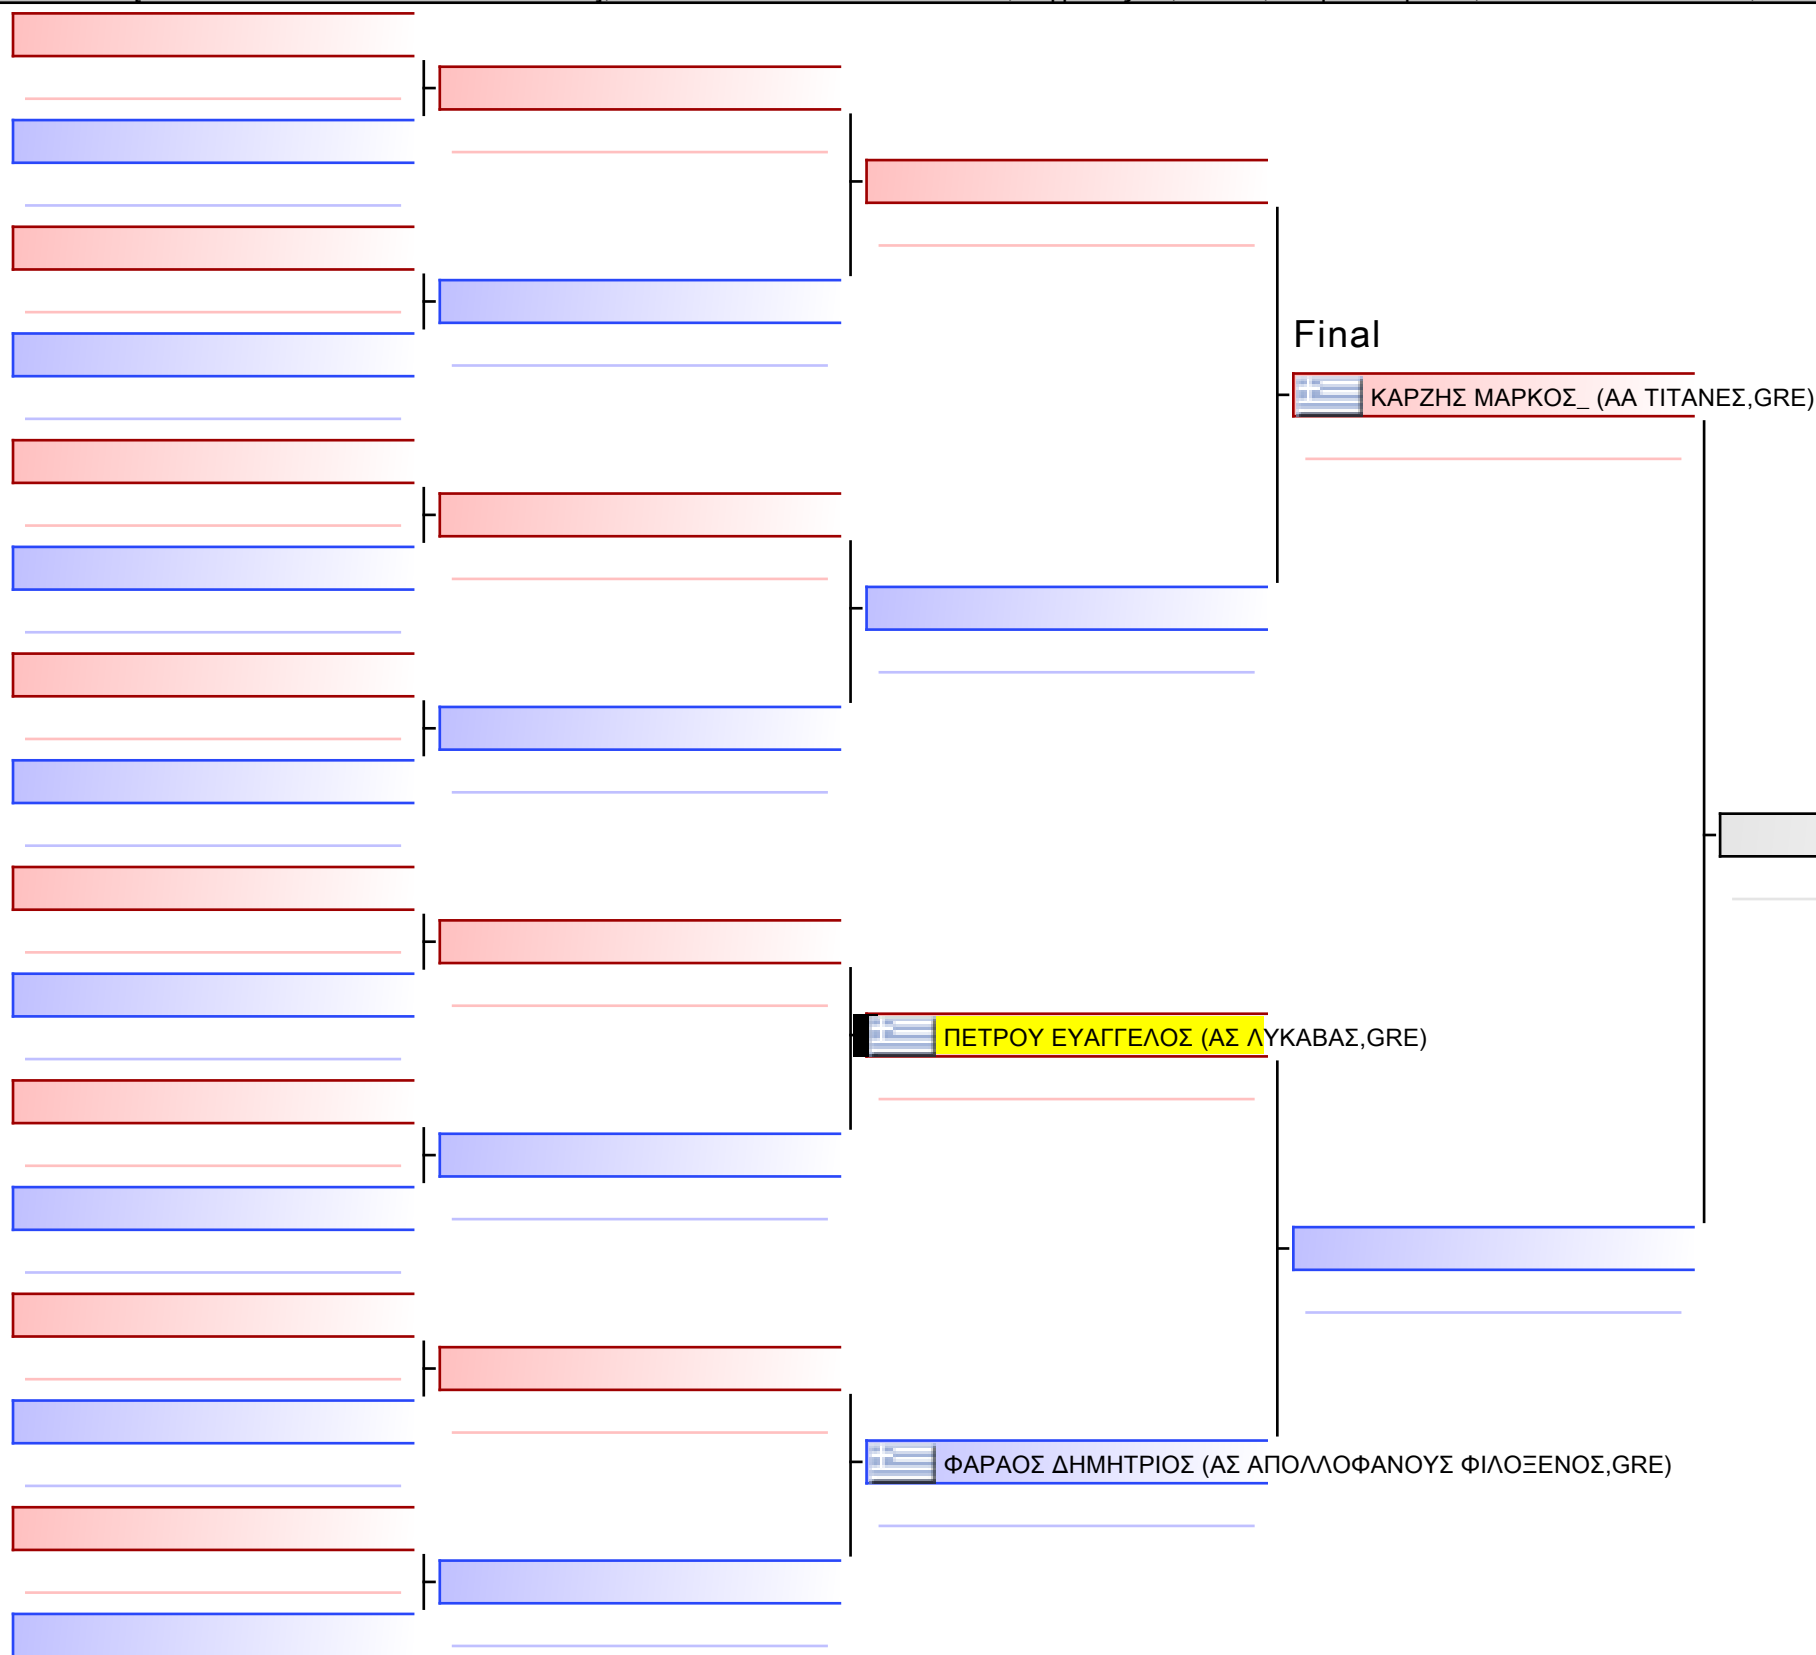 Final
ΚΑΡΖΗΣ ΜΑΡΚΟΣ_ (ΑΑ ΤΙΤΑΝΕΣ,GRE)
ΠΕΤΡΟΥ ΕΥΑΓΓΕΛΟΣ (ΑΣ ΛΥΚΑΒΑΣ,GRE)
ΦΑΡΑΟΣ ΔΗΜΗΤΡΙΟΣ (ΑΣ ΑΠΟΛΛΟΦΑΝΟΥΣ ΦΙΛΟΞΕΝΟΣ,GRE)